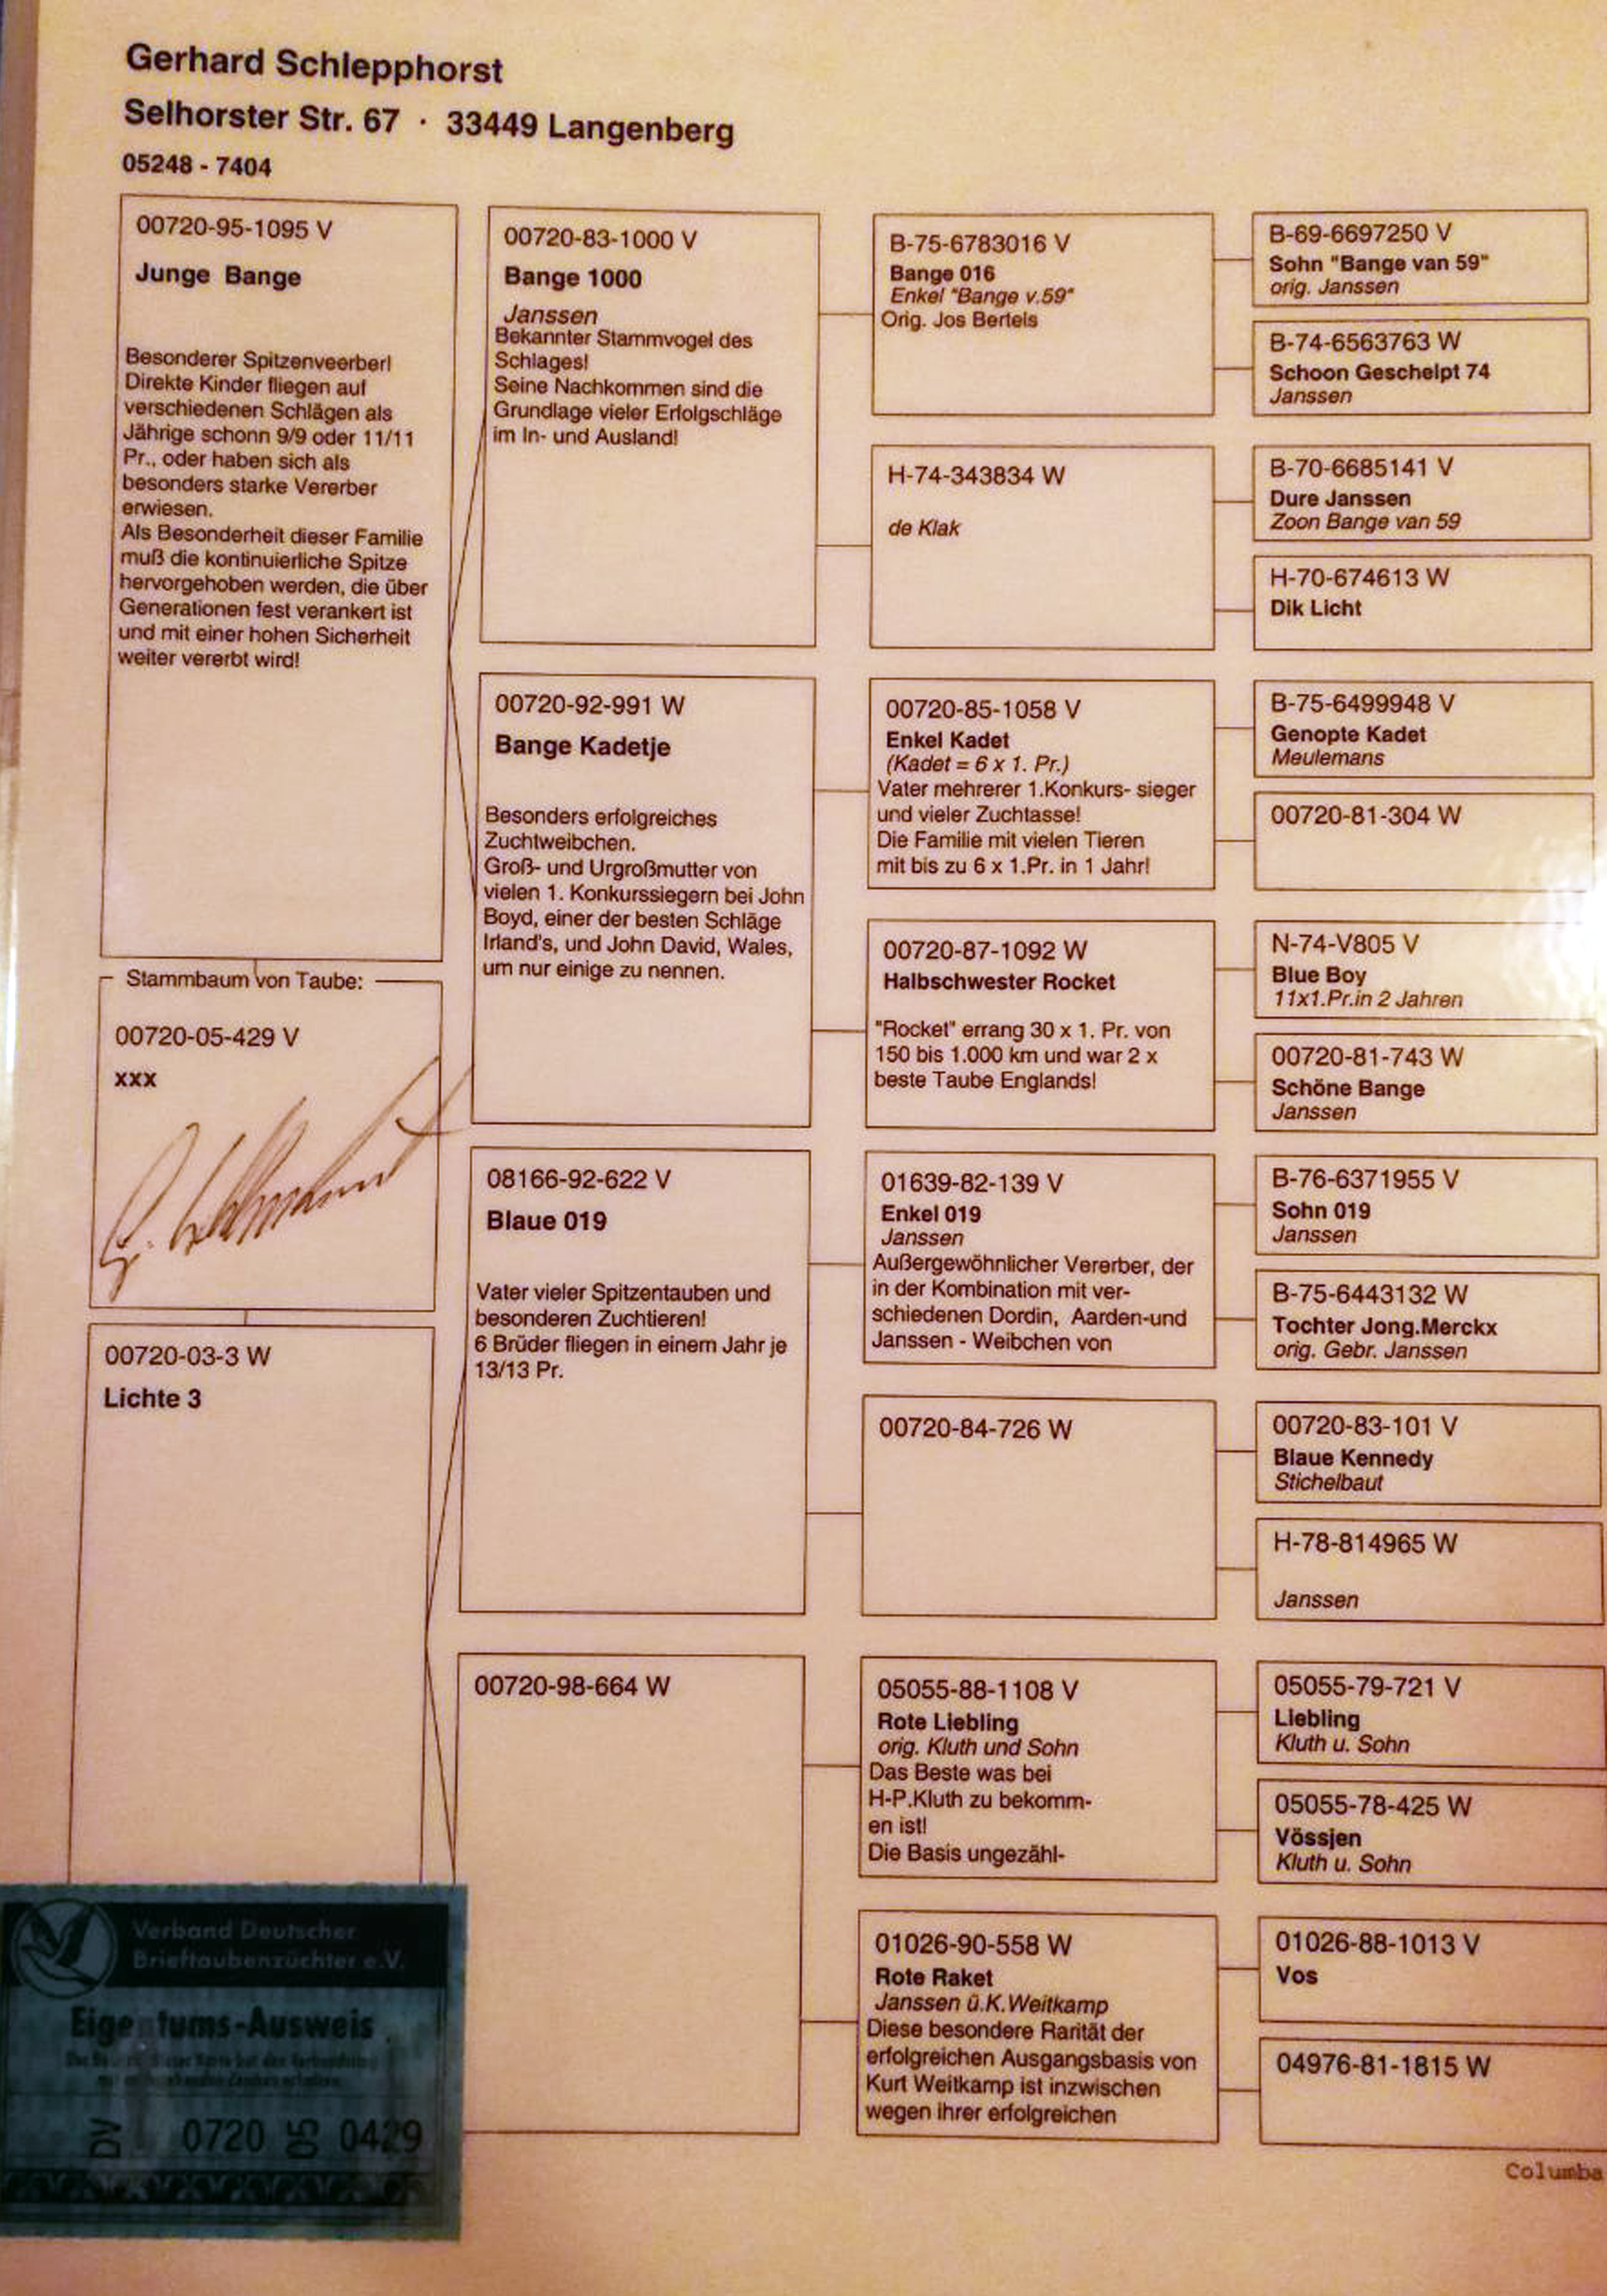 Gerhard Schlepphorst
Selhorster Str. 67 · 33449 Langenberg
05248 - 7404
00720-95-1095 V
Junge Bange
Besonderer Spitzenveerber!
Direkte Kinder fliegen auf
verschiedenen Schlägen als
Jährige schonn 9/9 oder 11/11
Pr., oder haben sich als
besonders starke Vererber
erwiesen.
Als Besonderheit dieser Familie
muß die kontinuierliche Spitze
hervorgehoben werden, die über
Generationen fest verankert ist
und mit einer hohen Sicherheit
weiter vererbt wird!
Stammbaum von Taube:
00720-05-429 V
xxx
00720-03-3 W
Lichte 3
00720-83-1000 V
Bange 1000
Janssen
Bekannter Stammvogel des
Schlages!
Seine Nachkommen sind die
Grundlage vieler Erfolgschläge
im In- und Ausland!
00720-92-991 W
Bange Kadetje
Besonders erfolgreiches
Zuchtweibchen.
Groß- und Urgroßmutter von
vielen 1. Konkurssiegern bei John
Boyd, einer der besten Schläge
Irland's, und John David, Wales,
um nur einige zu nennen.
08166-92-622 V
Blaue 019
Vater vieler Spitzentauben und
besonderen Zuchtieren!
6 Brüder fliegen in einem Jahr je
13/13 Pr.
00720-98-664 W
B-75-6783016 V
Bange 016
Enkel "Bange v.59"
Orig. Jos Bertels
H-74-343834 W
de Klak
00720-85-1058 V
Enkel Kadet
(Kadet = 6 x 1. Pr.)
Vater mehrerer 1.Konkurs- sieger
und vieler Zuchtasse!
Die Familie mit vielen Tieren
mit bis zu 6 x 1.Pr. in 1 Jahr!
00720-87-1092 W
Halbschwester Rocket
"Rocket" errang 30 x 1. Pr. von
150 bis 1.000 km und war 2 x
beste Taube Englands!
01639-82-139 V
Enkel 019
Janssen
Außergewöhnlicher Vererber, der
in der Kombination mit ver-
schiedenen Dordin, Aarden-und
Janssen - Weibchen von
00720-84-726 W
05055-88-1108 V
Rote Liebling
orig. Kluth und Sohn
Das Beste was bei
H-P.Kluth zu bekomm-
en ist!
Die Basis ungezähl-
01026-90-558 W
Rote Raket
Janssen ü.K.Weitkamp
Diese besondere Rarität der
erfolgreichen Ausgangsbasis von
Kurt Weitkamp ist inzwischen
wegen ihrer erfolgreichen
B-69-6697250 V
Sohn "Bange van 59"
orig. Janssen
B-74-6563763 W
Schoon Geschelpt 74
Janssen
B-70-6685141 V
Dure Janssen
Zoon Bange van 59
H-70-674613 W
Dik Licht
B-75-6499948 V
Genopte Kadet
Meulemans
00720-81-304 W
N-74-V805 V
Blue Boy
11x1.Pr.in 2 Jahren
00720-81-743 W
Schöne Bange
Janssen
B-76-6371955 V
Sohn 019
Janssen
B-75-6443132 W
Tochter Jong.Merckx
orig. Gebr. Janssen
00720-83-101 V
Blaue Kennedy
Stichelbaut
H-78-814965 W
Janssen
05055-79-721 V
Liebling
Kluth u. Sohn
05055-78-425 W
Vössjen
Kluth u. Sohn
01026-88-1013 V
Vos
04976-81-1815 W
Columba
Verband Deutscher
Brieftaubenzüchter e.V.
Eigentums-Ausweis
DV 0720 05 0429